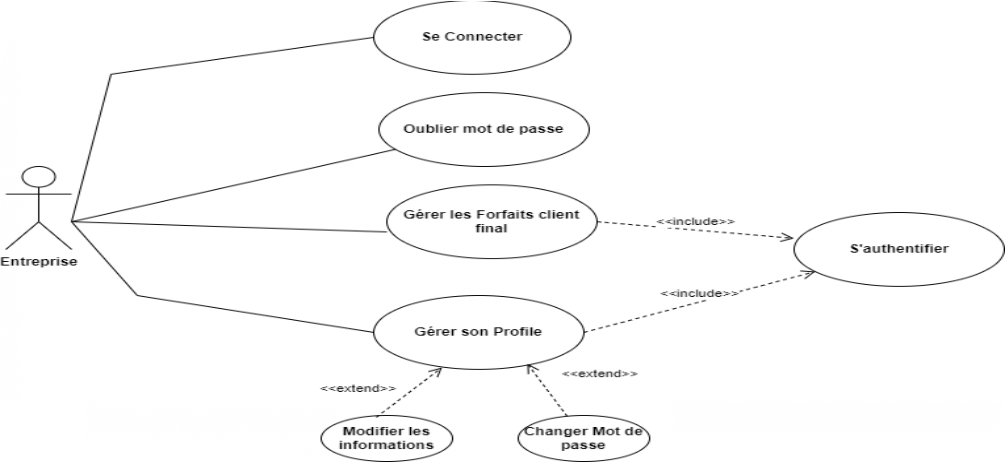 Se Connecter
Oublier mot de passe
Gérer les Forfaits client
final
<<include>>
S'authentifier
Entreprise
<<include>>
Gérer son Profile
<<extend>>
<<extend>>
Modifier les
informations
Changer Mot de
passe